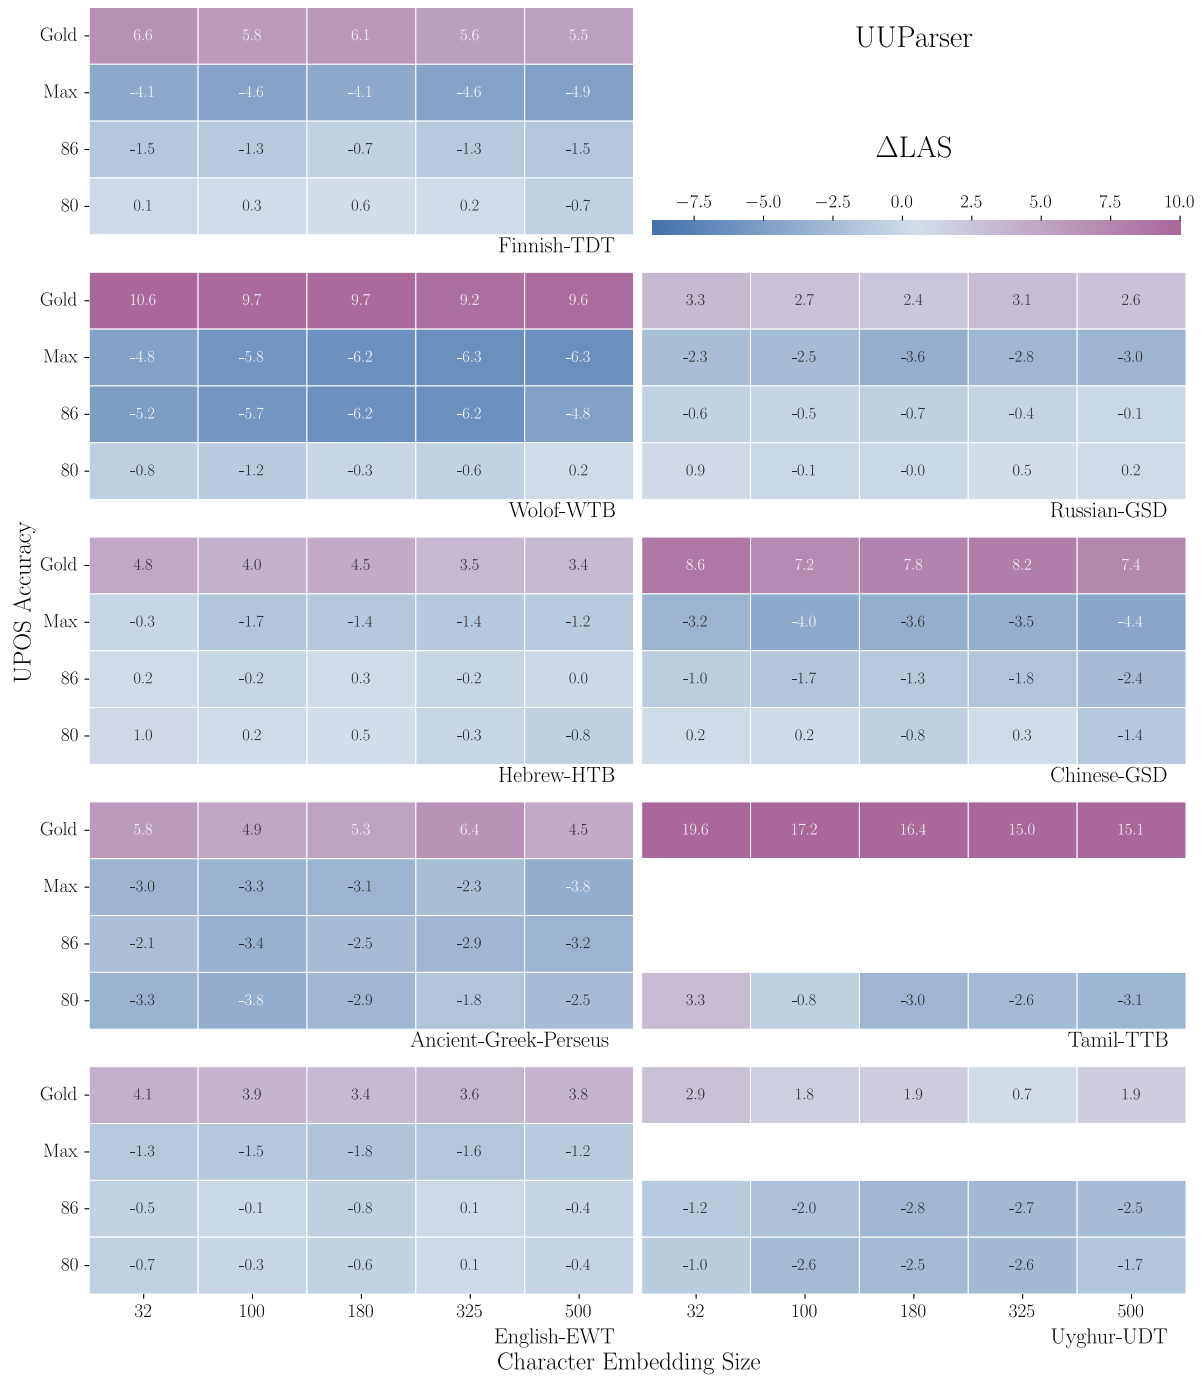 UUParser
ΔLAS
−7.5 −5.0 −2.5 0.0 2.5 5.0 7.5 10.0
Gold 6.6 5.8 6.1 5.6 5.5
Max -4.1 -4.6 -4.1 -4.6 -4.9
86 -1.5 -1.3 -0.7 -1.3 -1.5
80 0.1 0.3 0.6 0.2 -0.7
Finnish-TDT
Gold 10.6 9.7 9.7 9.2 9.6
Max -4.8 -5.8 -6.2 -6.3 -6.3
86 -5.2 -5.7 -6.2 -6.2 -4.8
80 -0.8 -1.2 -0.3 -0.6 0.2
Wolof-WTB
3.3 2.7 2.4 3.1 2.6
-2.3 -2.5 -3.6 -2.8 -3.0
-0.6 -0.5 -0.7 -0.4 -0.1
0.9 -0.1 -0.0 0.5 0.2
Russian-GSD
UPOS Accuracy
Gold 4.8 4.0 4.5 3.5 3.4
Max -0.3 -1.7 -1.4 -1.4 -1.2
86 0.2 -0.2 0.3 -0.2 0.0
80 1.0 0.2 0.5 -0.3 -0.8
Hebrew-HTB
8.6 7.2 7.8 8.2 7.4
-3.2 -4.0 -3.6 -3.5 -4.4
-1.0 -1.7 -1.3 -1.8 -2.4
0.2 0.2 -0.8 0.3 -1.4
Chinese-GSD
Gold 5.8 4.9 5.3 6.4 4.5
Max -3.0 -3.3 -3.1 -2.3 -3.8
86 -2.1 -3.4 -2.5 -2.9 -3.2
80 -3.3 -3.8 -2.9 -1.8 -2.5
Ancient-Greek-Perseus
19.6 17.2 16.4 15.0 15.1
3.3 -0.8 -3.0 -2.6 -3.1
Tamil-TTB
Gold 4.1 3.9 3.4 3.6 3.8
Max -1.3 -1.5 -1.8 -1.6 -1.2
86 -0.5 -0.1 -0.8 0.1 -0.4
80 -0.7 -0.3 -0.6 0.1 -0.4
32 100 180 325 500
English-EWT
2.9 1.8 1.9 0.7 1.9
-1.2 -2.0 -2.8 -2.7 -2.5
-1.0 -2.6 -2.5 -2.6 -1.7
32 100 180 325 500
Uyghur-UDT
Character Embedding Size